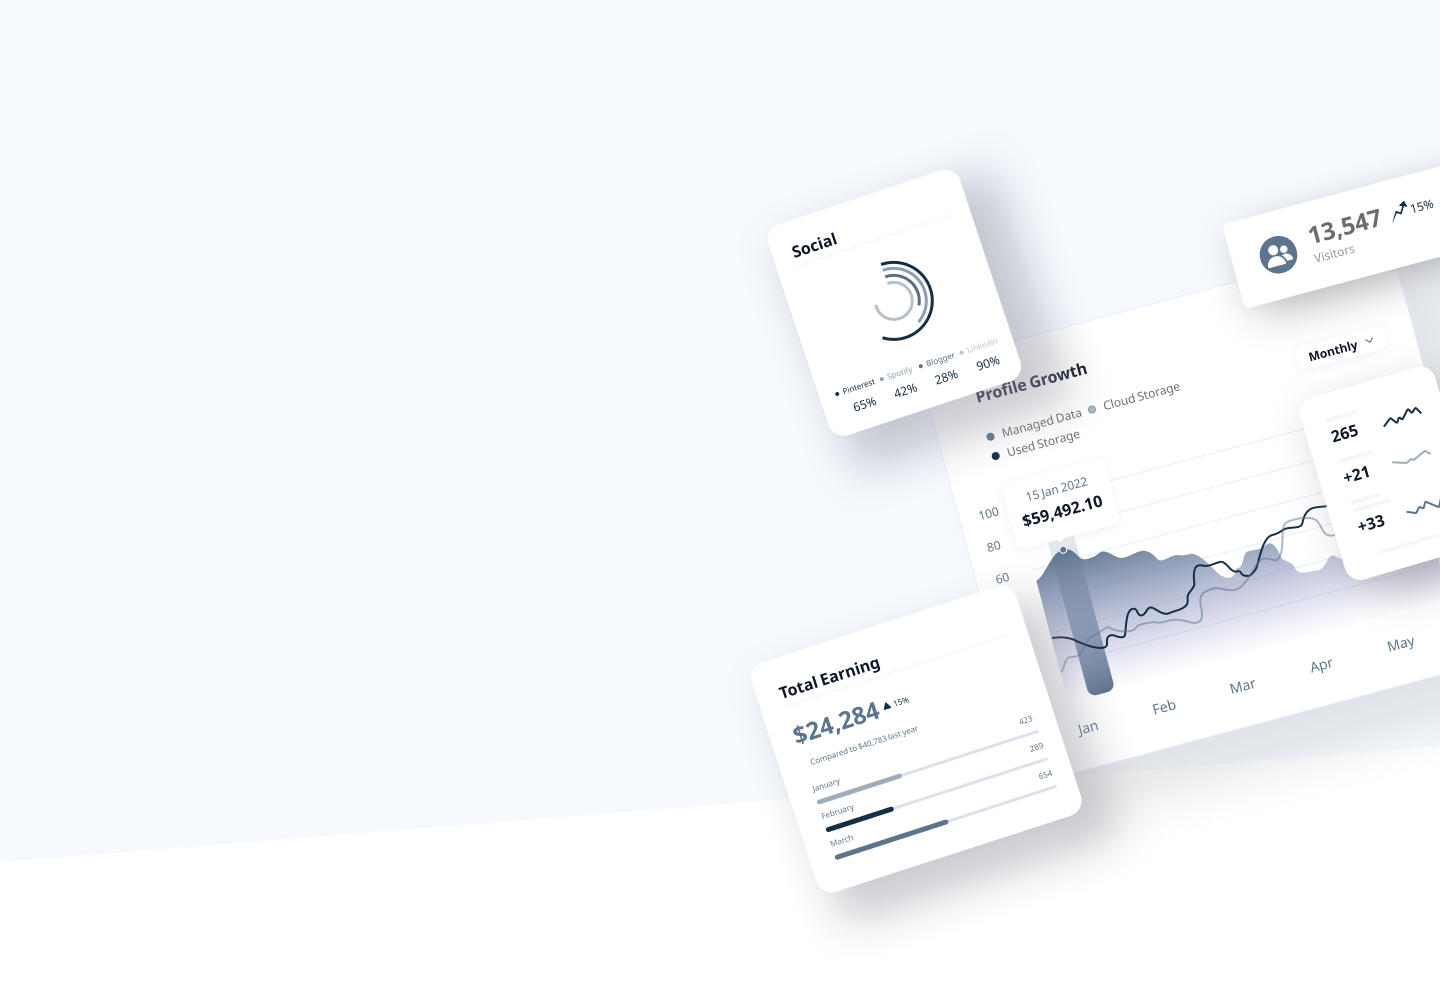 Social
Pinterest Spotify Blogger Linkedin
65% 42% 28% 90%
13,547 15%
Visitors
Profile Growth
Monthly
Managed Data Cloud Storage
Used Storage
15 Jan 2022
$59,492.10
100
80
60
Jan Feb Mar Apr May
265
+21
+33
Total Earning
$24,284 15%
Compared to $40,783 last year
January 423
February 289
March 654